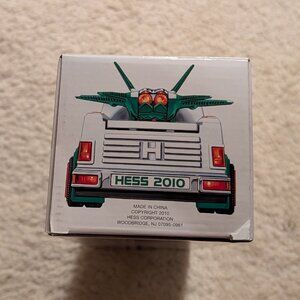 H
HESS 2010
MADE IN CHINA
COPYRIGHT 2010
HESS CORPORATION
WOODBRIDGE, NJ 07095-0961